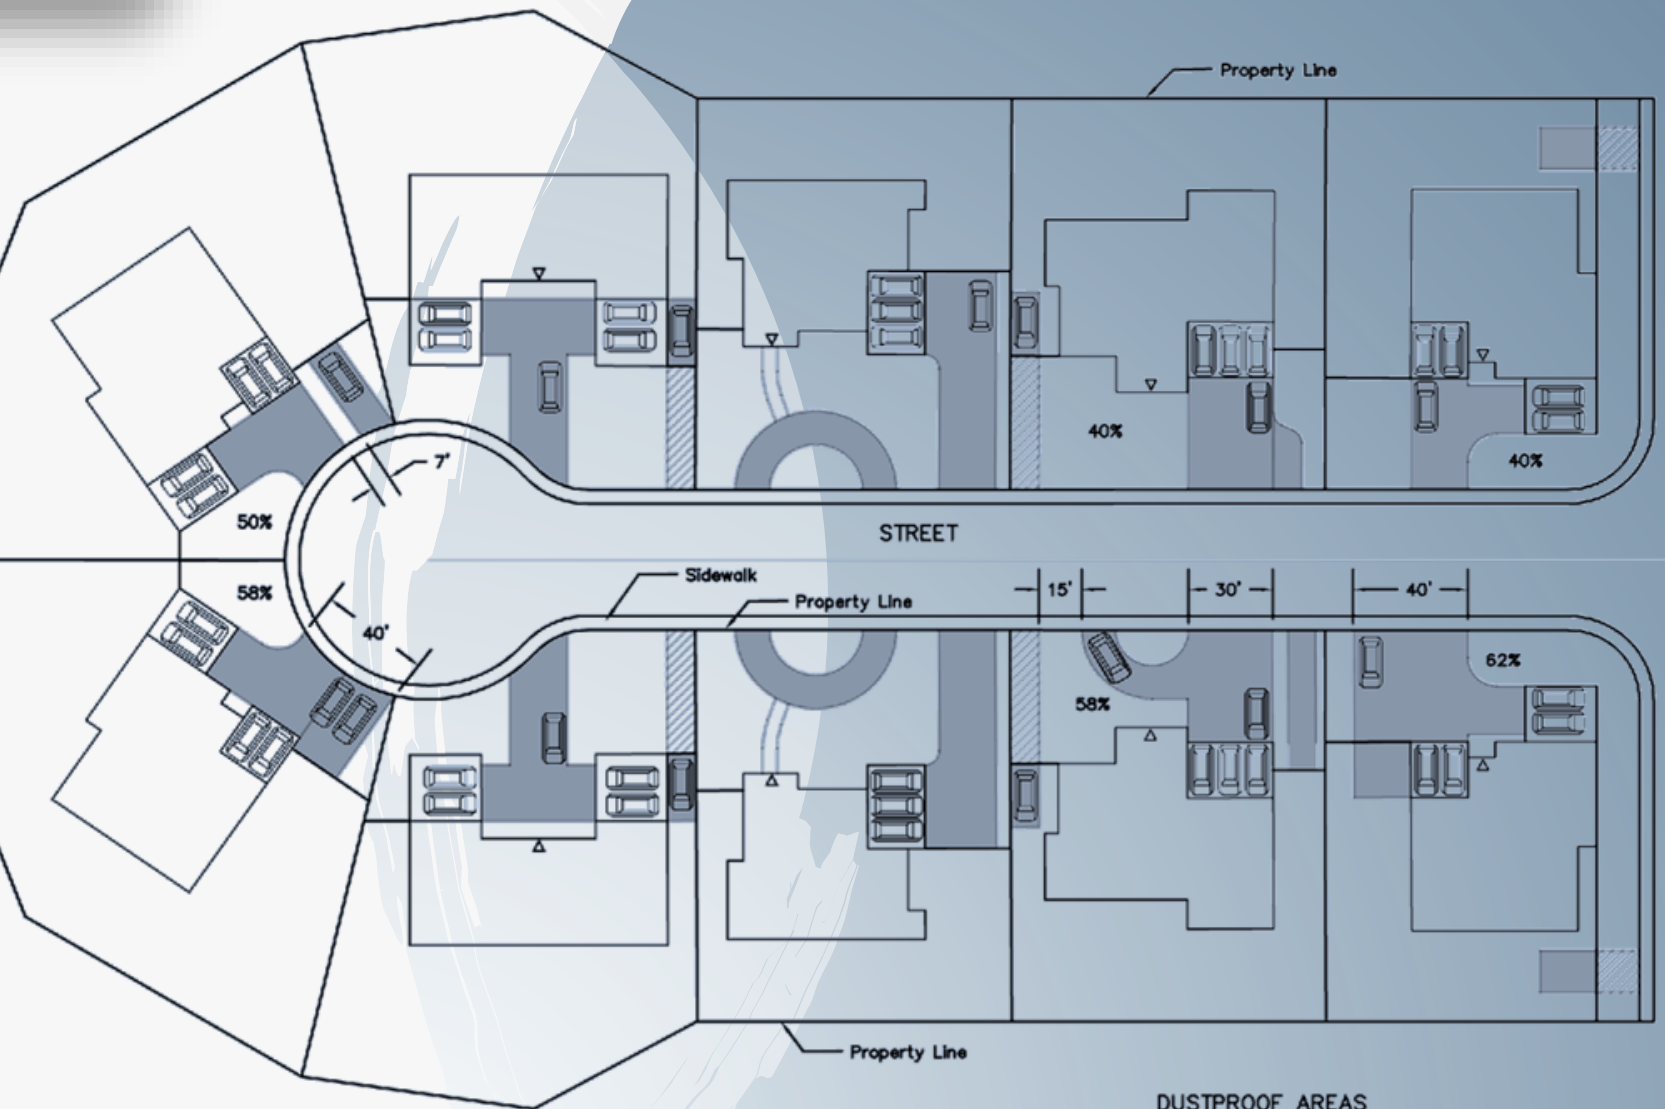 Property Line
40%
7'
40%
50%
STREET
Sidewalk
15'
30'
40'
58%
Property Line
40'
62%
58%
Property Line
DUSTPROOF AREAS